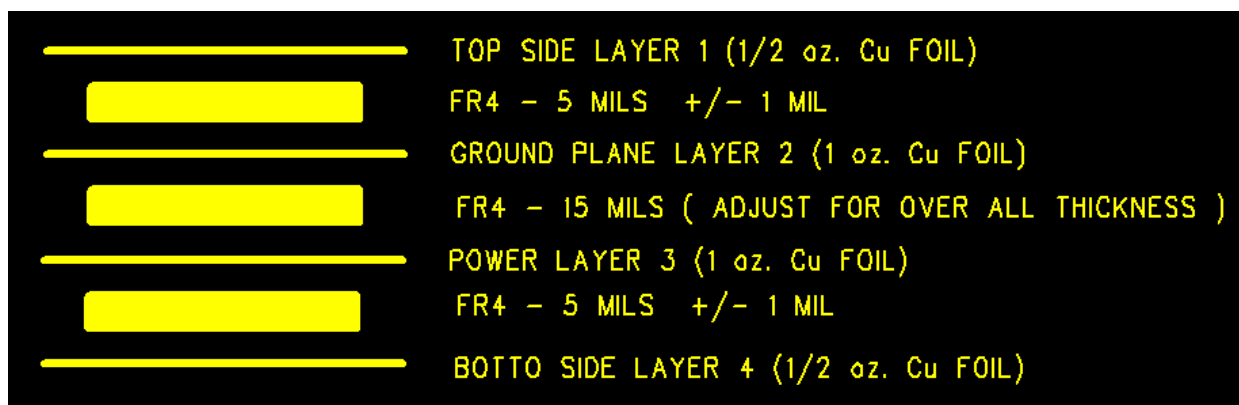 TOP SIDE LAYER 1 (1/2 oz. Cu FOIL)
FR4 - 5 MILS +/- 1 MIL
GROUND PLANE LAYER 2 (1 oz. Cu FOIL)
FR4 - 15 MILS ( ADJUST FOR OVER ALL THICKNESS )
POWER LAYER 3 (1 oz. Cu FOIL)
FR4 - 5 MILS +/- 1 MIL
BOTTO SIDE LAYER 4 (1/2 oz. Cu FOIL)